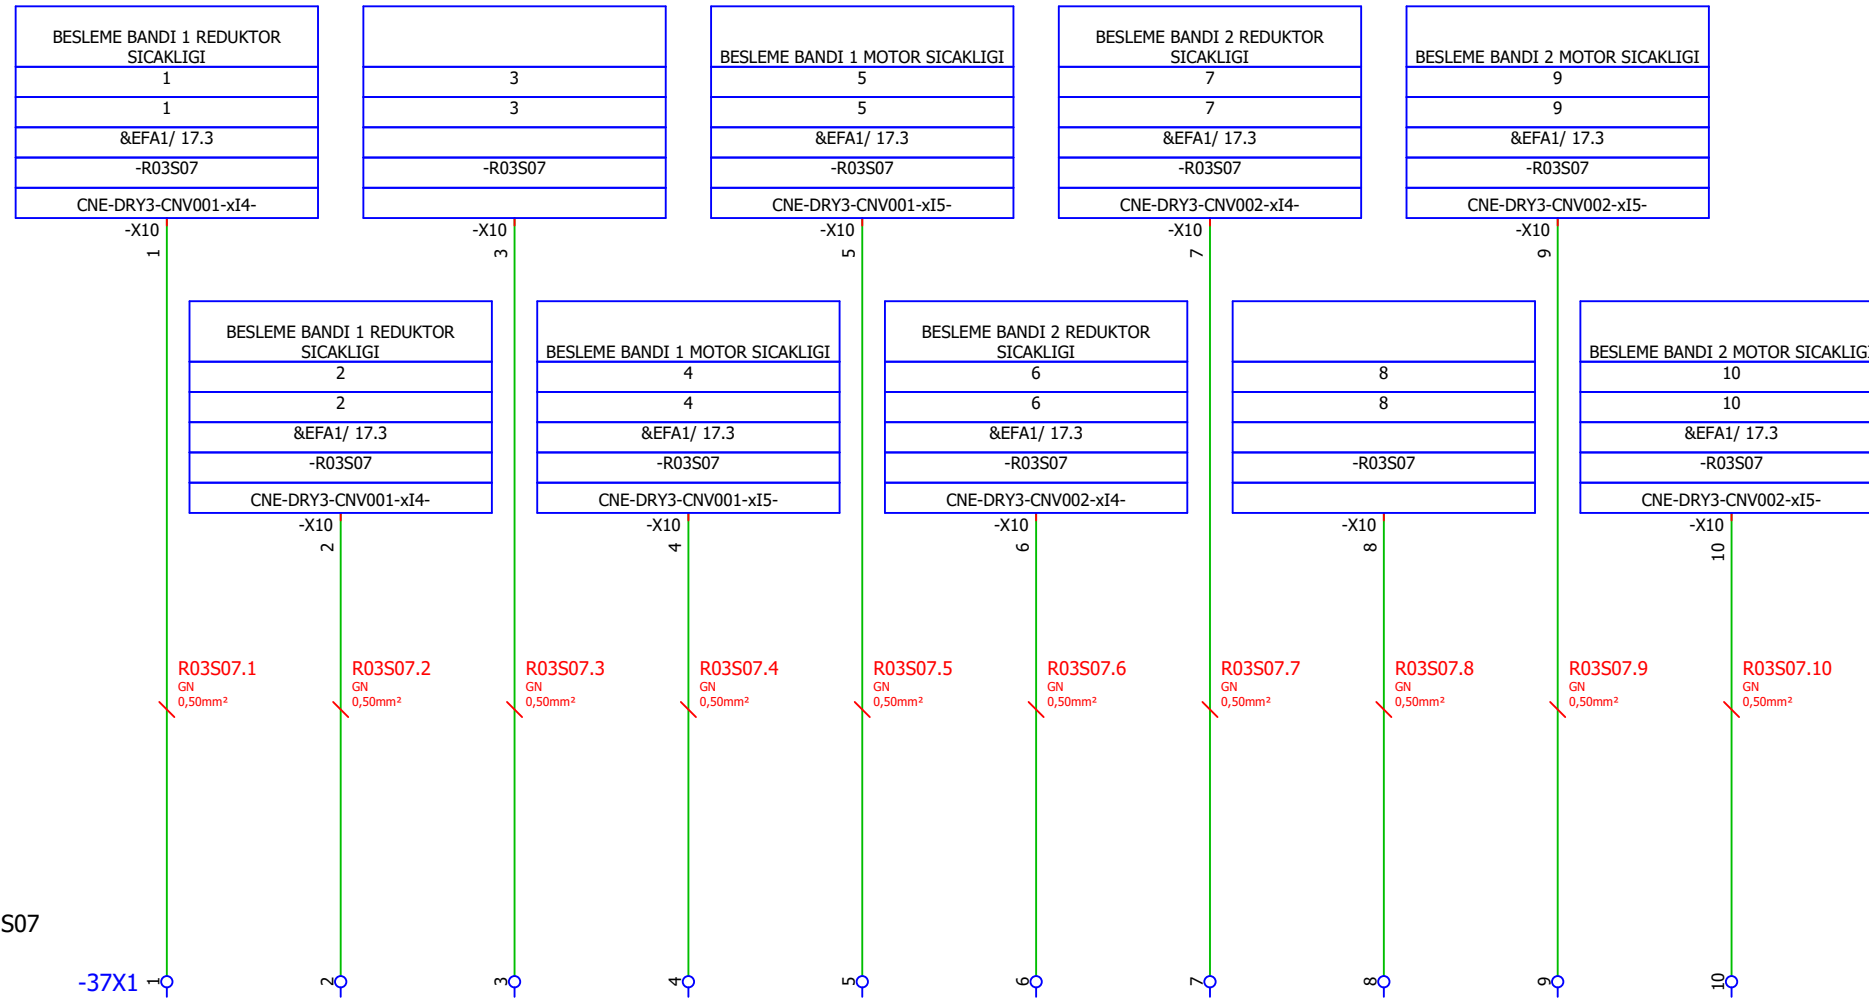 BESLEME BANDI 1 REDUKTOR
SICAKLIGI
1
1
&EFA1/ 17.3
-R03S07
CNE-DRY3-CNV001-xI4-
-X10
1
3
3
-R03S07
-X10
3
BESLEME BANDI 1 MOTOR SICAKLIGI
5
5
&EFA1/ 17.3
-R03S07
CNE-DRY3-CNV001-xI5-
-X10
5
BESLEME BANDI 2 REDUKTOR
SICAKLIGI
7
7
&EFA1/ 17.3
-R03S07
CNE-DRY3-CNV002-xI4-
-X10
7
BESLEME BANDI 2 MOTOR SICAKLIGI
9
9
&EFA1/ 17.3
-R03S07
CNE-DRY3-CNV002-xI5-
-X10
9
BESLEME BANDI 1 REDUKTOR
SICAKLIGI
2
2
&EFA1/ 17.3
-R03S07
CNE-DRY3-CNV001-xI4-
-X10
2
BESLEME BANDI 1 MOTOR SICAKLIGI
4
4
&EFA1/ 17.3
-R03S07
CNE-DRY3-CNV001-xI5-
-X10
4
BESLEME BANDI 2 REDUKTOR
SICAKLIGI
6
6
&EFA1/ 17.3
-R03S07
CNE-DRY3-CNV002-xI4-
-X10
6
8
8
-R03S07
-X10
8
BESLEME BANDI 2 MOTOR SICAKLIGI
10
10
&EFA1/ 17.3
-R03S07
CNE-DRY3-CNV002-xI5-
-X10
10
R03S07.1
GN
0,50mm²
R03S07.2
GN
0,50mm²
R03S07.3
GN
0,50mm²
R03S07.4
GN
0,50mm²
R03S07.5
GN
0,50mm²
R03S07.6
GN
0,50mm²
R03S07.7
GN
0,50mm²
R03S07.8
GN
0,50mm²
R03S07.9
GN
0,50mm²
R03S07.10
GN
0,50mm²
S07
-37X1
1
2
3
4
5
6
7
8
9
10